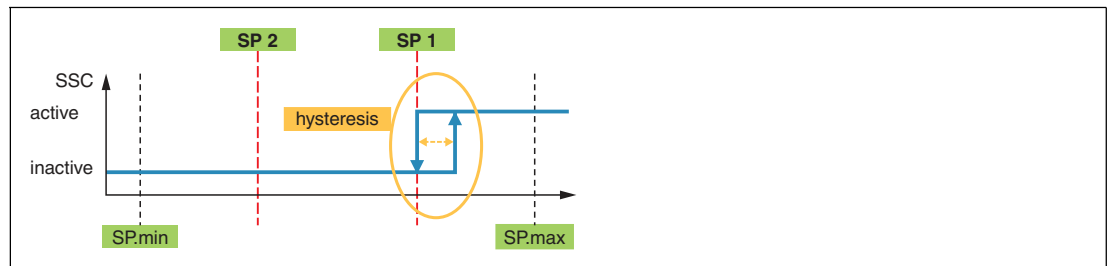 SP 2
SP 1
SSC
active
hysteresis
inactive
SP.min
SP.max